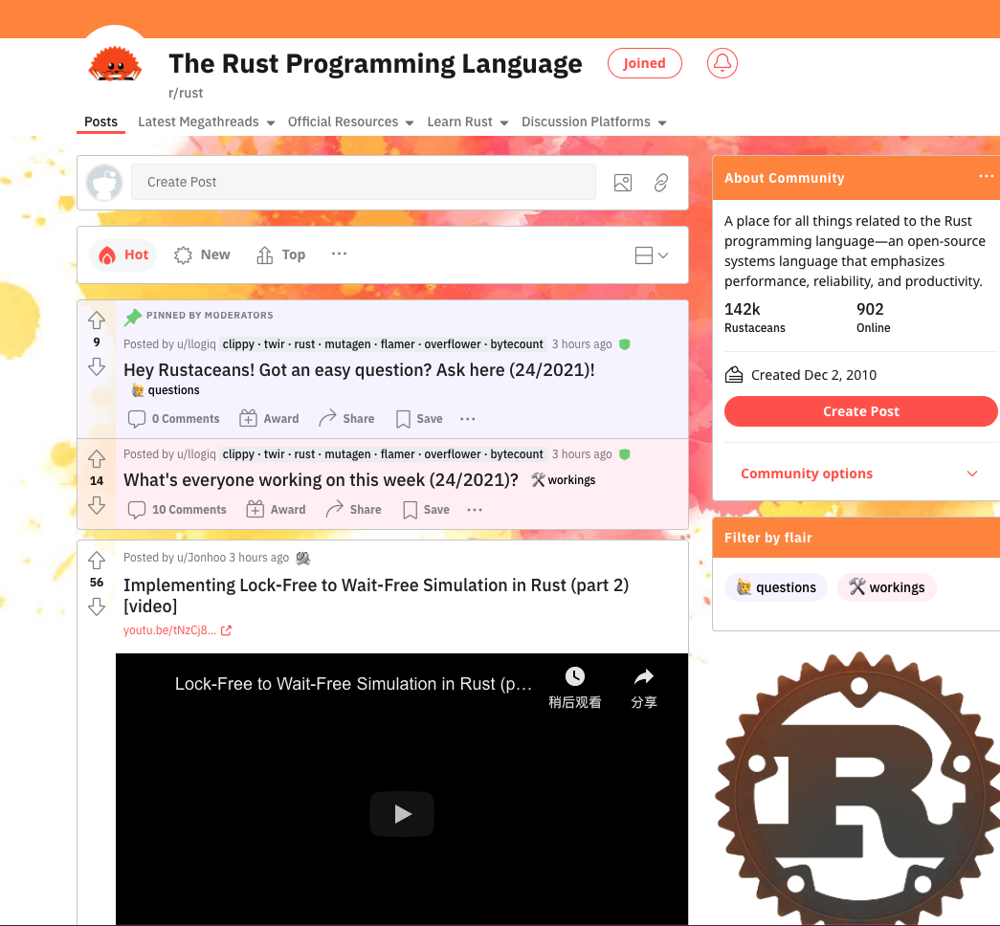 The Rust Programming Language
Joined
r/rust
Posts Latest Megathreads Official Resources Learn Rust Discussion Platforms
Create Post
Hot New Top ···
PINNED BY MODERATORS
9
Posted by u/llogiq clippy · twir · rust · mutagen · flamer · overflower · bytecount 3 hours ago
Hey Rustaceans! Got an easy question? Ask here (24/2021)!
🙋 questions
0 Comments Award Share Save ···
Posted by u/llogiq clippy · twir · rust · mutagen · flamer · overflower · bytecount 3 hours ago
14
What's everyone working on this week (24/2021)? 🛠 workings
10 Comments Award Share Save ···
Posted by u/Jonhoo 3 hours ago
56
Implementing Lock-Free to Wait-Free Simulation in Rust (part 2)
[video]
youtu.be/tNzCj8...
Lock-Free to Wait-Free Simulation in Rust (p…
稍后观看 分享
About Community ···
A place for all things related to the Rust
programming language—an open-source
systems language that emphasizes
performance, reliability, and productivity.
142k 902
Rustaceans Online
Created Dec 2, 2010
Create Post
Community options
Filter by flair
🙋 questions 🛠 workings
R